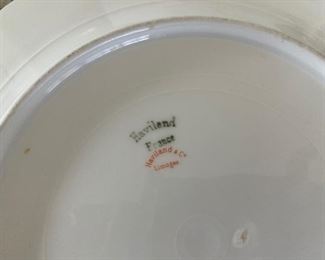 Haviland
France
Haviland & Co
Limoges